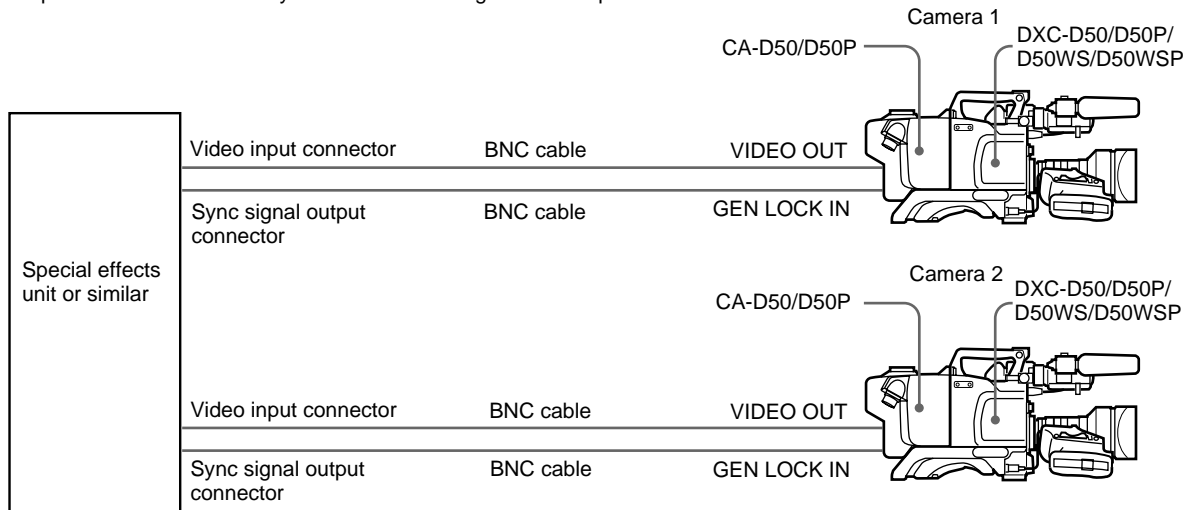 Camera 1
CA-D50/D50P
DXC-D50/D50P/
D50WS/D50WSP
Video input connector
BNC cable
VIDEO OUT
Sync signal output
connector
BNC cable
GEN LOCK IN
Special effects
unit or similar
Camera 2
CA-D50/D50P
DXC-D50/D50P/
D50WS/D50WSP
Video input connector
BNC cable
VIDEO OUT
Sync signal output
connector
BNC cable
GEN LOCK IN